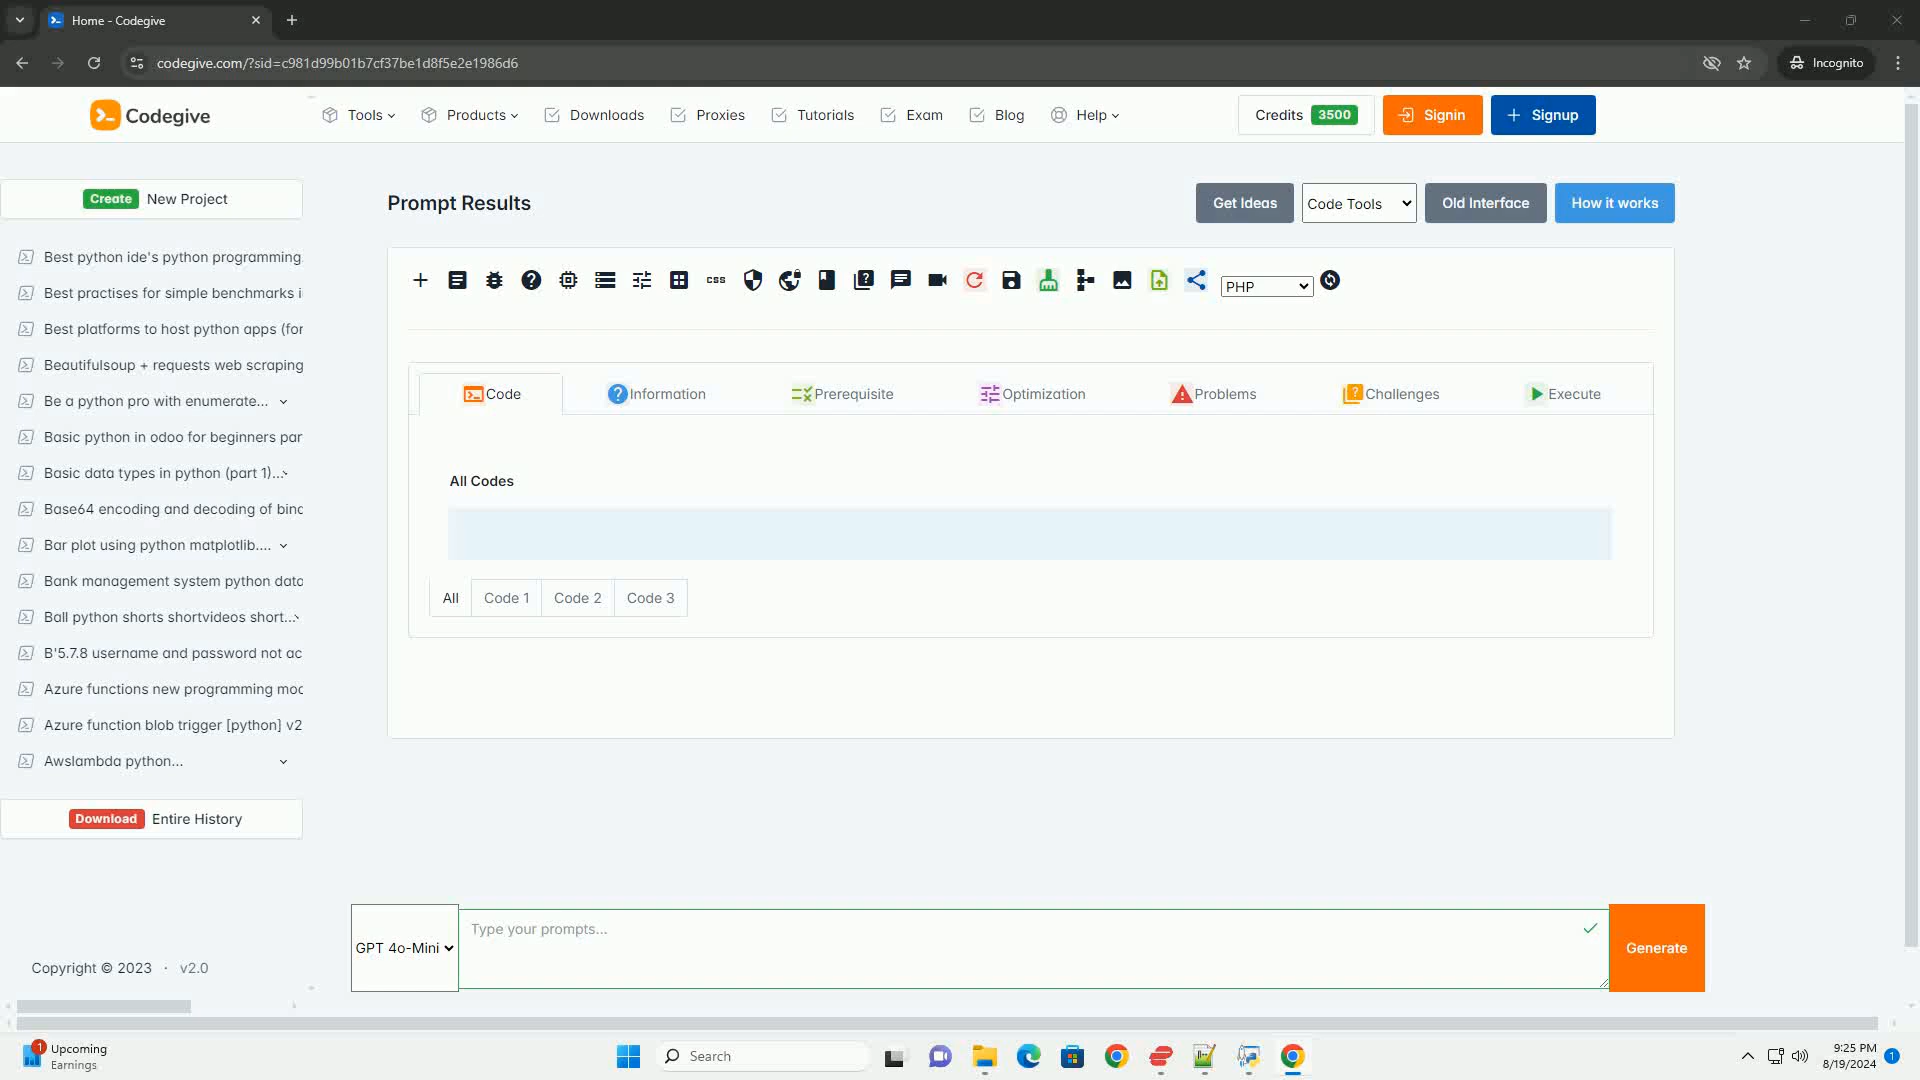 Home - Codegive
codegive.com/?sid=c981d99b01b7cf37be1d8f5e2e1986d6
Incognito
Codegive
Tools
Products
Downloads
Proxies
Tutorials
Exam
Blog
Help
Credits 3500
Signin
Signup
Create New Project
Prompt Results
Get Ideas
Code Tools
Old Interface
How it works
Best python ide's python programming
Best practises for simple benchmarks i
Best platforms to host python apps (for
Beautifulsoup + requests web scraping
Be a python pro with enumerate...
Basic python in odoo for beginners par
Basic data types in python (part 1)...
Base64 encoding and decoding of binc
Bar plot using python matplotlib....
Bank management system python data
Ball python shorts shortvideos short...
B'5.7.8 username and password not ac
Azure functions new programming moc
Azure function blob trigger [python] v2
Awslambda python...
Download Entire History
Copyright © 2023 · v2.0
css
PHP
Code
Information
Prerequisite
Optimization
Problems
Challenges
Execute
All Codes
All
Code 1
Code 2
Code 3
GPT 4o-Mini
Type your prompts...
Generate
1
Upcoming
Earnings
Search
9:25 PM
8/19/2024
1